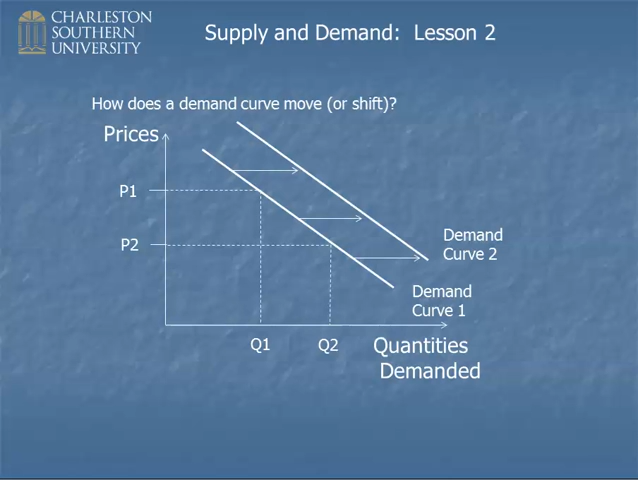 CHARLESTON
SOUTHERN
UNIVERSITY
Supply and Demand: Lesson 2
How does a demand curve move (or shift)?
Prices
P1
P2
Demand
Curve 2
Demand
Curve 1
Q1
Q2
Quantities
Demanded